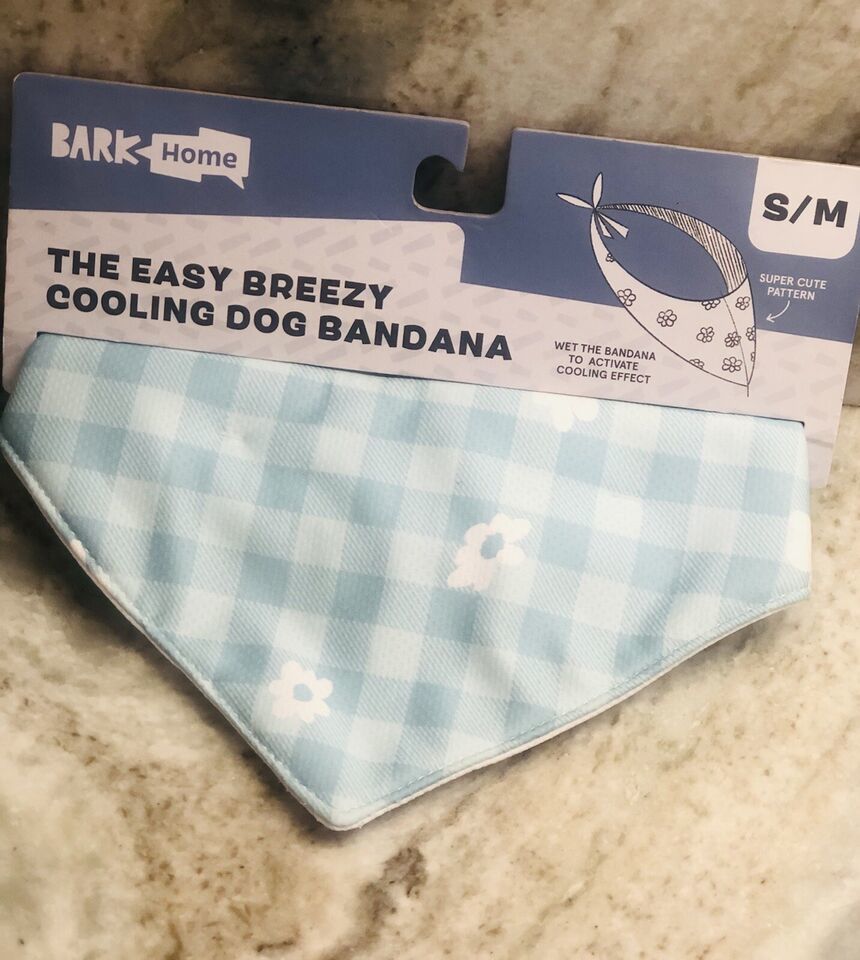 BARK Home
THE EASY BREEZY
COOLING DOG BANDANA
S/M
SUPER CUTE
PATTERN
WET THE BANDANA
TO ACTIVATE
COOLING EFFECT